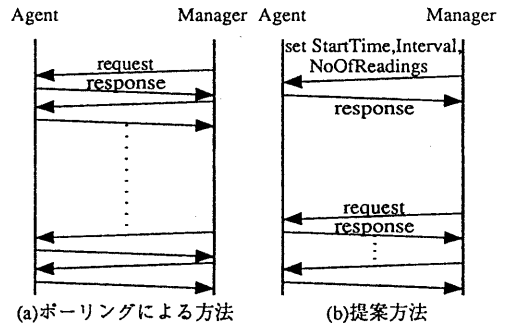 Agent Manager Agent Manager
request
response
(a)ポーリングによる方法
set StartTime,Interval,
NoOfReadings
response
request
response
(b)提案方法